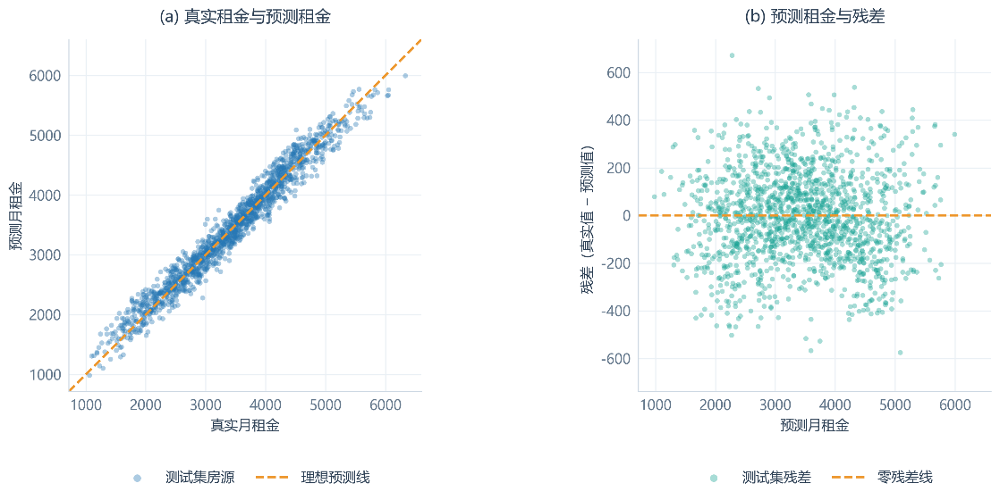 (a) 真实租金与预测租金
6000
5000
4000
3000
2000
1000
预测月租金
1000 2000 3000 4000 5000 6000
真实月租金
测试集房源 理想预测线
(b) 预测租金与残差
600
400
200
0
-200
-400
-600
残差（真实值 − 预测值）
1000 2000 3000 4000 5000 6000
预测月租金
测试集残差 零残差线